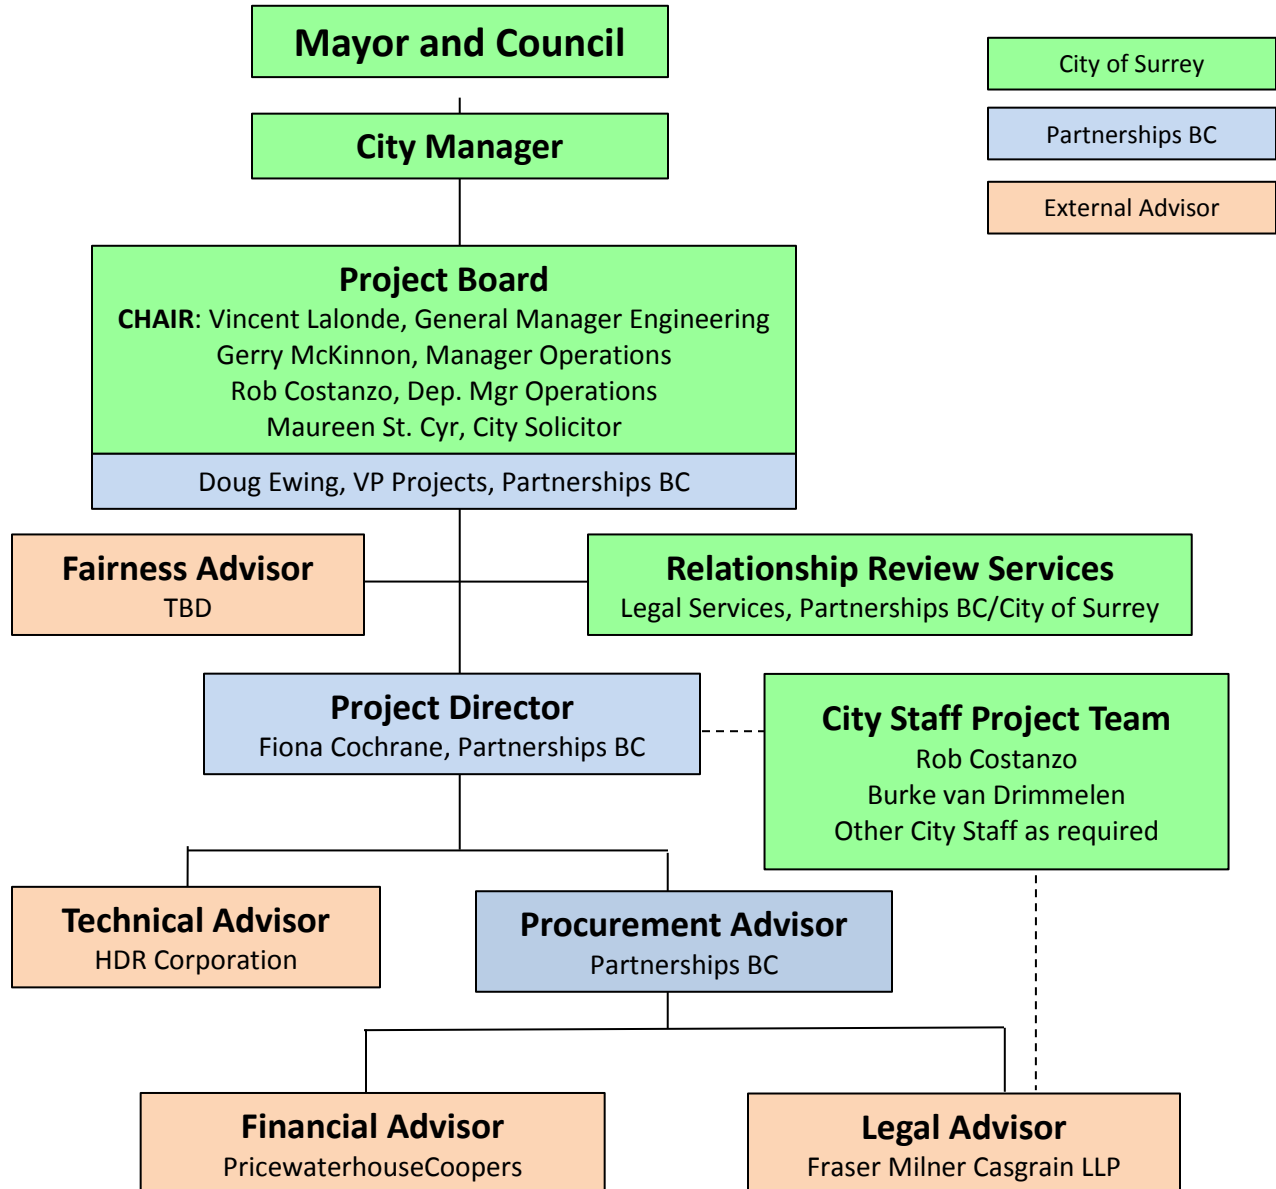 Mayor and Council
City of Surrey
Partnerships BC
External Advisor
City Manager
Project Board
CHAIR: Vincent Lalonde, General Manager Engineering
Gerry McKinnon, Manager Operations
Rob Costanzo, Dep. Mgr Operations
Maureen St. Cyr, City Solicitor
Doug Ewing, VP Projects, Partnerships BC
Fairness Advisor
TBD
Relationship Review Services
Legal Services, Partnerships BC/City of Surrey
Project Director
Fiona Cochrane, Partnerships BC
City Staff Project Team
Rob Costanzo
Burke van Drimmelen
Other City Staff as required
Technical Advisor
HDR Corporation
Procurement Advisor
Partnerships BC
Financial Advisor
PricewaterhouseCoopers
Legal Advisor
Fraser Milner Casgrain LLP